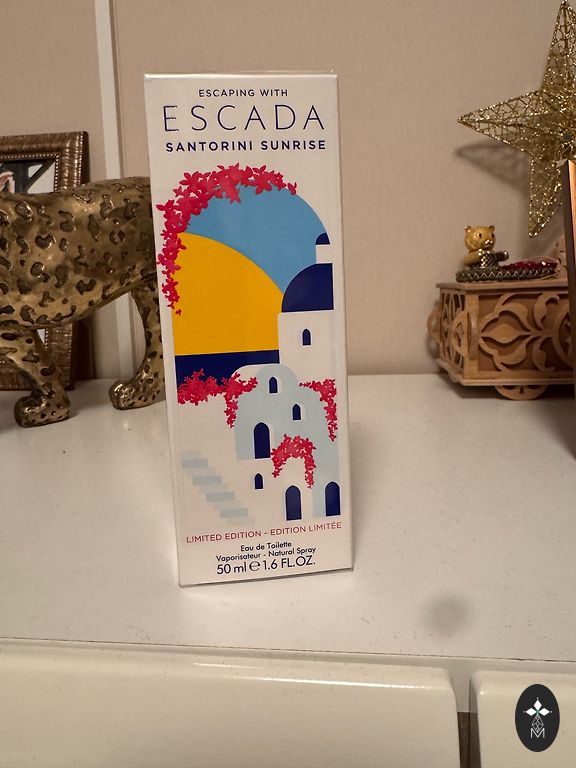 ESCAPING WITH
ESCADA
SANTORINI SUNRISE
LIMITED EDITION - EDITION LIMITÉE
Eau de Toilette
Vaporisateur - Natural Spray
50 ml ℮ 1.6 FL.OZ.
M